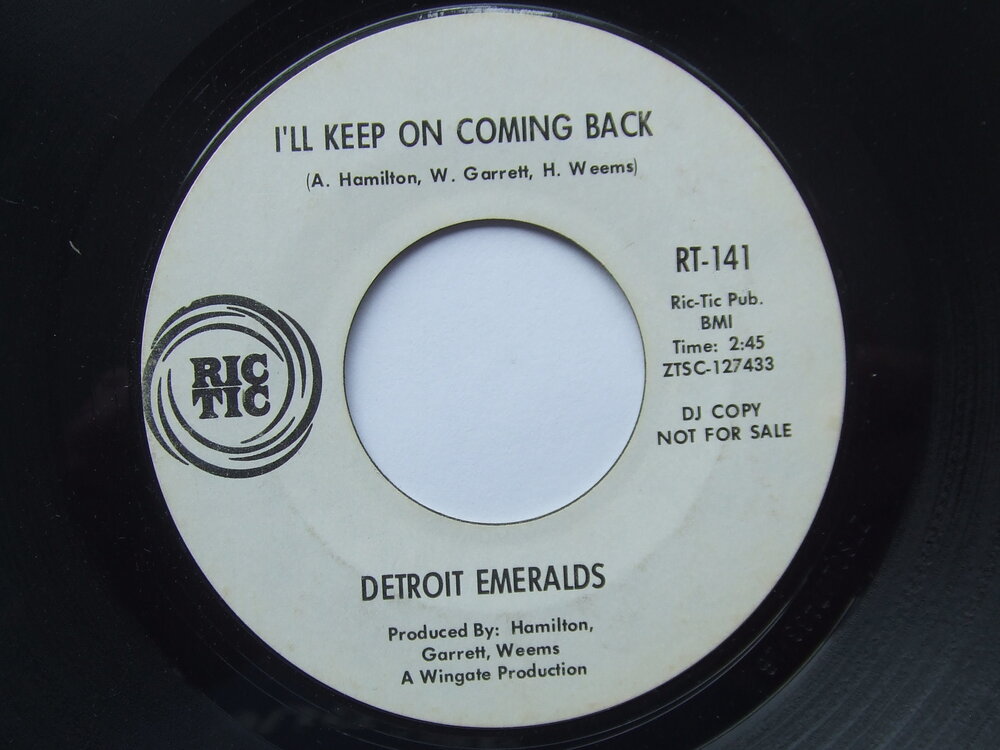 I'LL KEEP ON COMING BACK
(A. Hamilton, W. Garrett, H. Weems)
RT-141
Ric-Tic Pub.
BMI
Time: 2:45
ZTSC-127433
DJ COPY
NOT FOR SALE
RIC
TIC
DETROIT EMERALDS
Produced By: Hamilton,
Garrett, Weems
A Wingate Production